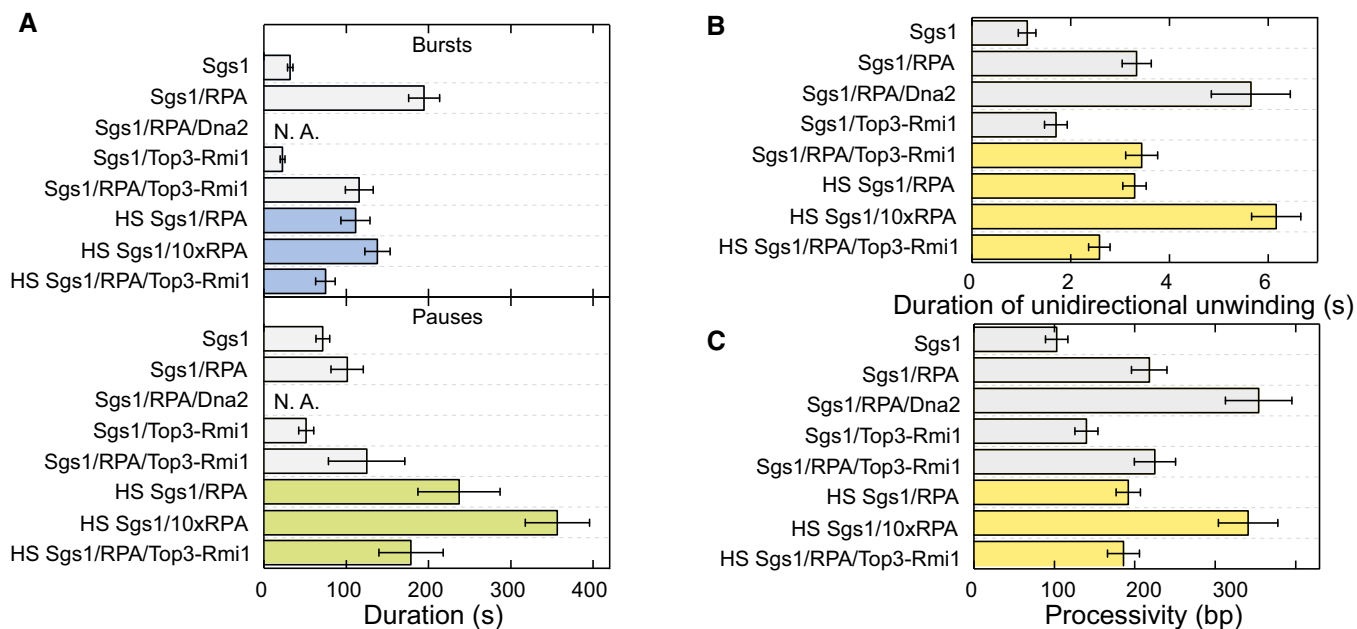 A
Bursts
Sgs1
Sgs1/RPA
Sgs1/RPA/Dna2
N. A.
Sgs1/Top3-Rmi1
Sgs1/RPA/Top3-Rmi1
HS Sgs1/RPA
HS Sgs1/10xRPA
HS Sgs1/RPA/Top3-Rmi1
Pauses
Sgs1
Sgs1/RPA
Sgs1/RPA/Dna2
N. A.
Sgs1/Top3-Rmi1
Sgs1/RPA/Top3-Rmi1
HS Sgs1/RPA
HS Sgs1/10xRPA
HS Sgs1/RPA/Top3-Rmi1
0 100 200 300 400
Duration (s)
B
Sgs1
Sgs1/RPA
Sgs1/RPA/Dna2
Sgs1/Top3-Rmi1
Sgs1/RPA/Top3-Rmi1
HS Sgs1/RPA
HS Sgs1/10xRPA
HS Sgs1/RPA/Top3-Rmi1
0 2 4 6
Duration of unidirectional unwinding (s)
C
Sgs1
Sgs1/RPA
Sgs1/RPA/Dna2
Sgs1/Top3-Rmi1
Sgs1/RPA/Top3-Rmi1
HS Sgs1/RPA
HS Sgs1/10xRPA
HS Sgs1/RPA/Top3-Rmi1
0 100 200 300
Processivity (bp)